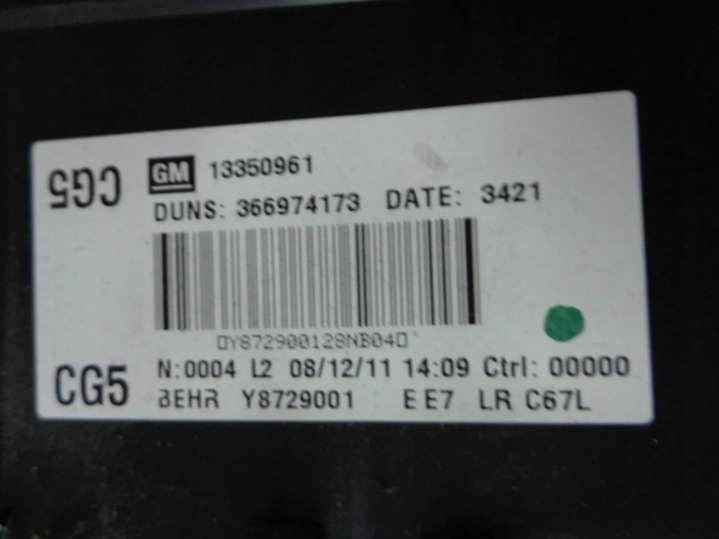 CG5 GM 13350961
DUNS: 366974173 DATE: 3421
Y872900128NB04
CG5 N:0004 L2 08/12/11 14:09 Ctrl: 00000
BEHR Y8729001 E E7 LR C67L